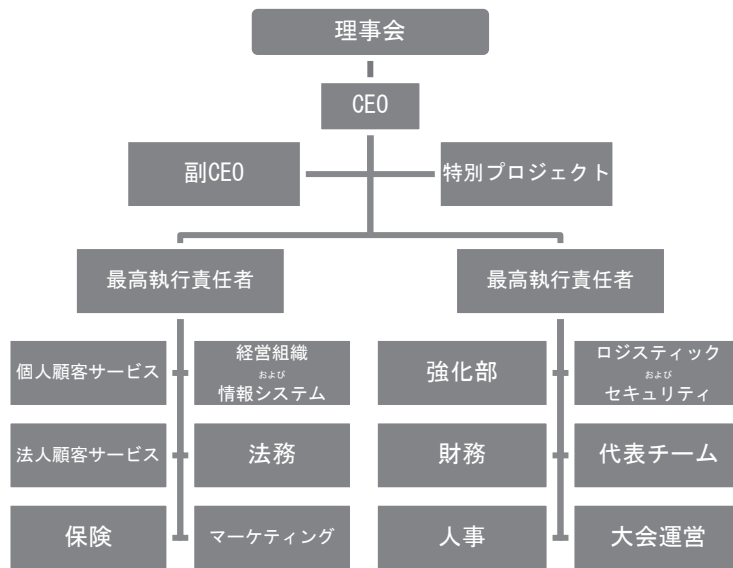 理事会
CEO
副CEO
特別プロジェクト
最高執行責任者
最高執行責任者
個人顧客サービス
経営組織
および
情報システム
強化部
ロジスティック
および
セキュリティ
法人顧客サービス
法務
財務
代表チーム
保険
マーケティング
人事
大会運営